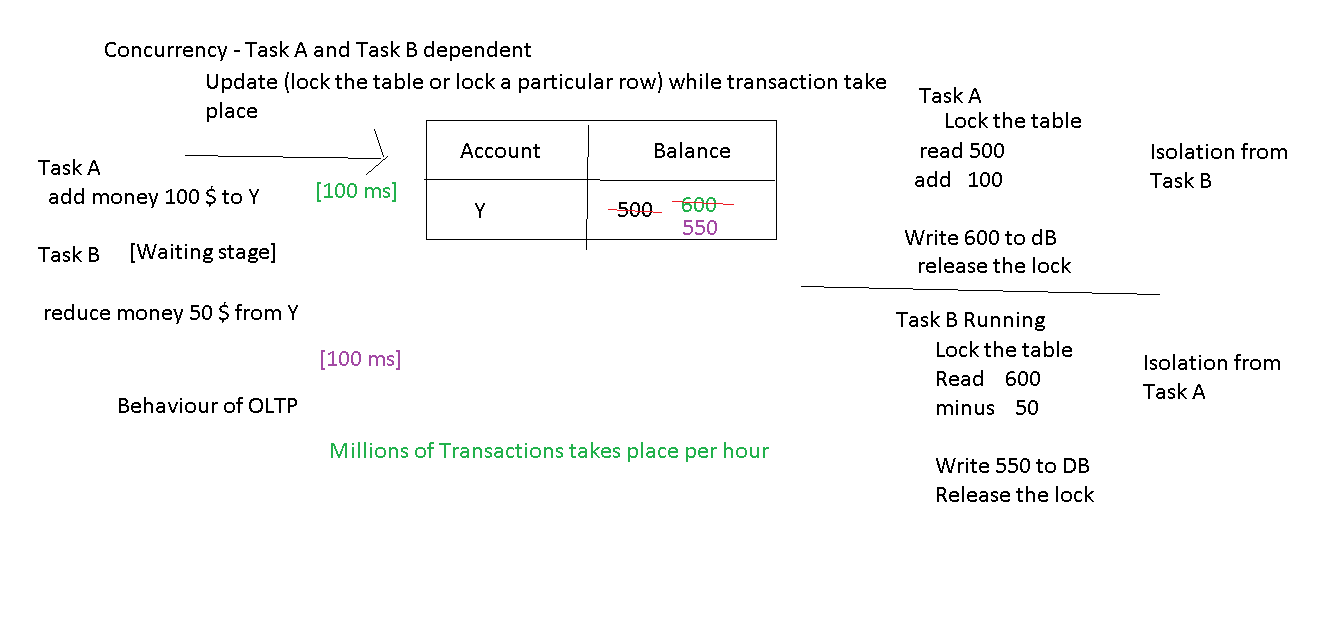 Concurrency - Task A and Task B dependent
Update (lock the table or lock a particular row) while transaction take
place
Task A
add money 100 $ to Y
[100 ms]
Task B
[Waiting stage]
reduce money 50 $ from Y
[100 ms]
Behaviour of OLTP
Millions of Transactions takes place per hour
Account
Balance
Y
500
600
550
Task A
Lock the table
read 500
add 100
Isolation from
Task B
Write 600 to dB
release the lock
Task B Running
Lock the table
Read 600
minus 50
Isolation from
Task A
Write 550 to DB
Release the lock